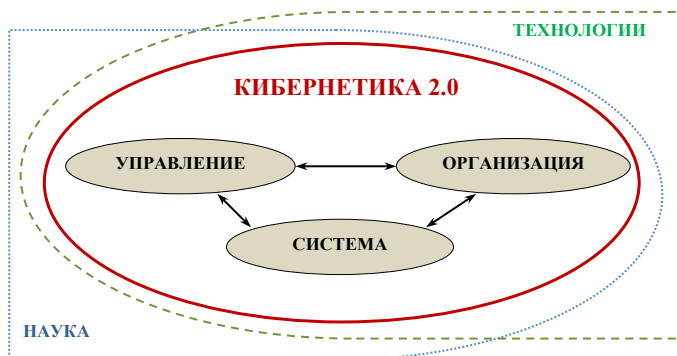 ТЕХНОЛОГИИ
КИБЕРНЕТИКА 2.0
УПРАВЛЕНИЕ
ОРГАНИЗАЦИЯ
СИСТЕМА
НАУКА